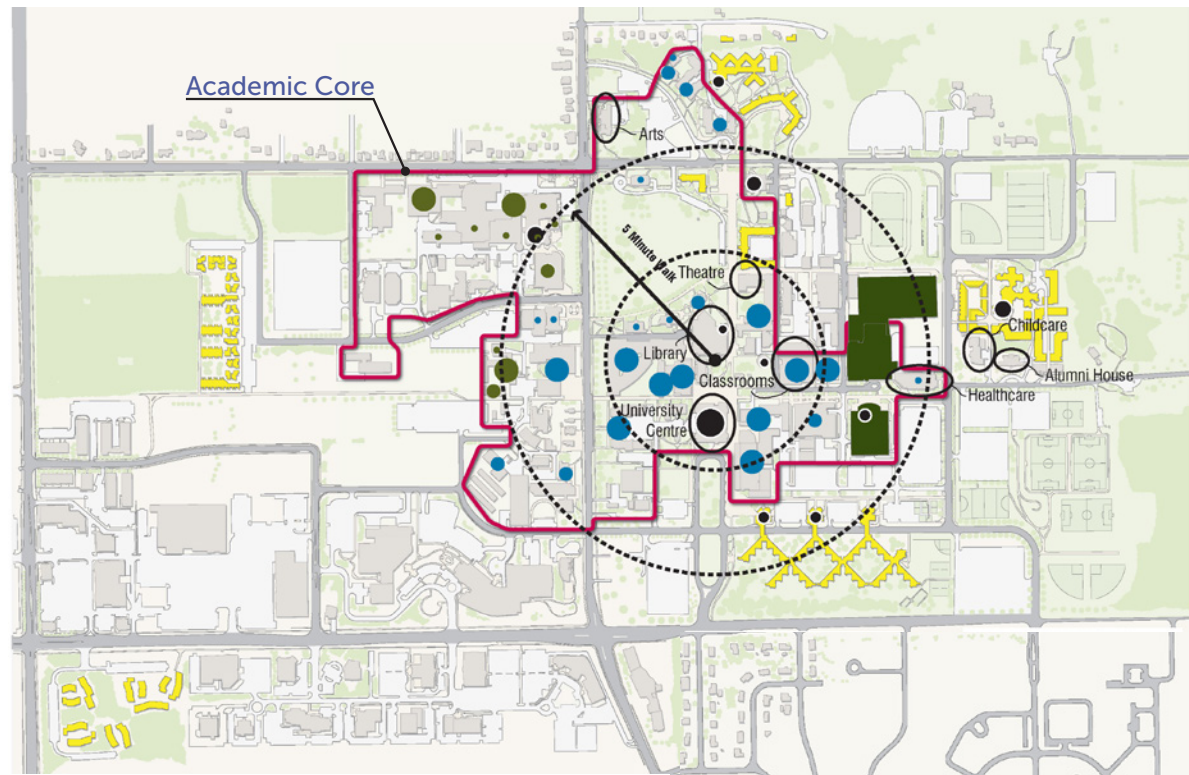 Academic Core
Arts
5 Minute Walk
Theatre
Library
Classrooms
University
Centre
Childcare
Alumni House
Healthcare